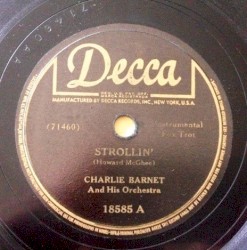 Decca
MANUFACTURED BY DECCA RECORDS, INC., NEW YORK, U.S.A.
(71460) Instrumental
Fox Trot
STROLLIN'
(Howard McGhee)
CHARLIE BARNET
And His Orchestra
18585 A